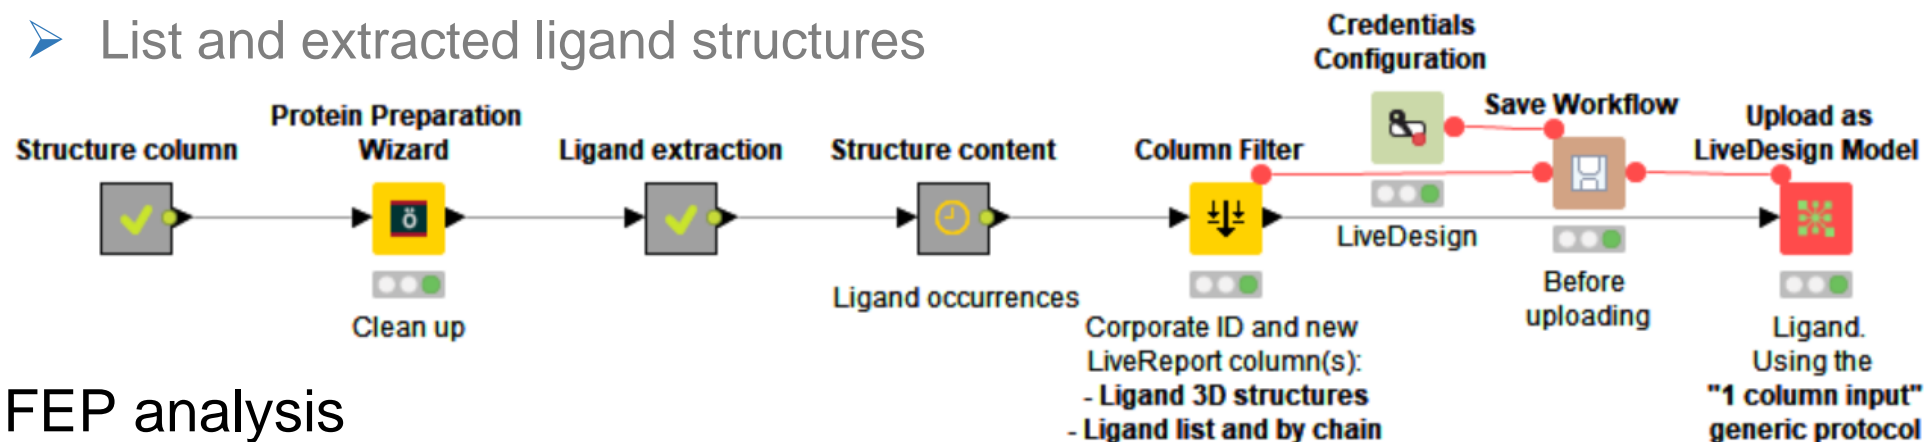 ➢ List and extracted ligand structures
Credentials
Configuration
Structure column
Protein Preparation
Wizard
Ligand extraction
Structure content
Column Filter
Save Workflow
Upload as
LiveDesign Model
ö
Clean up
Ligand occurrences
LiveDesign
Before
uploading
Corporate ID and new
LiveReport column(s):
- Ligand 3D structures
- Ligand list and by chain
Ligand.
Using the
"1 column input"
generic protocol
FEP analysis